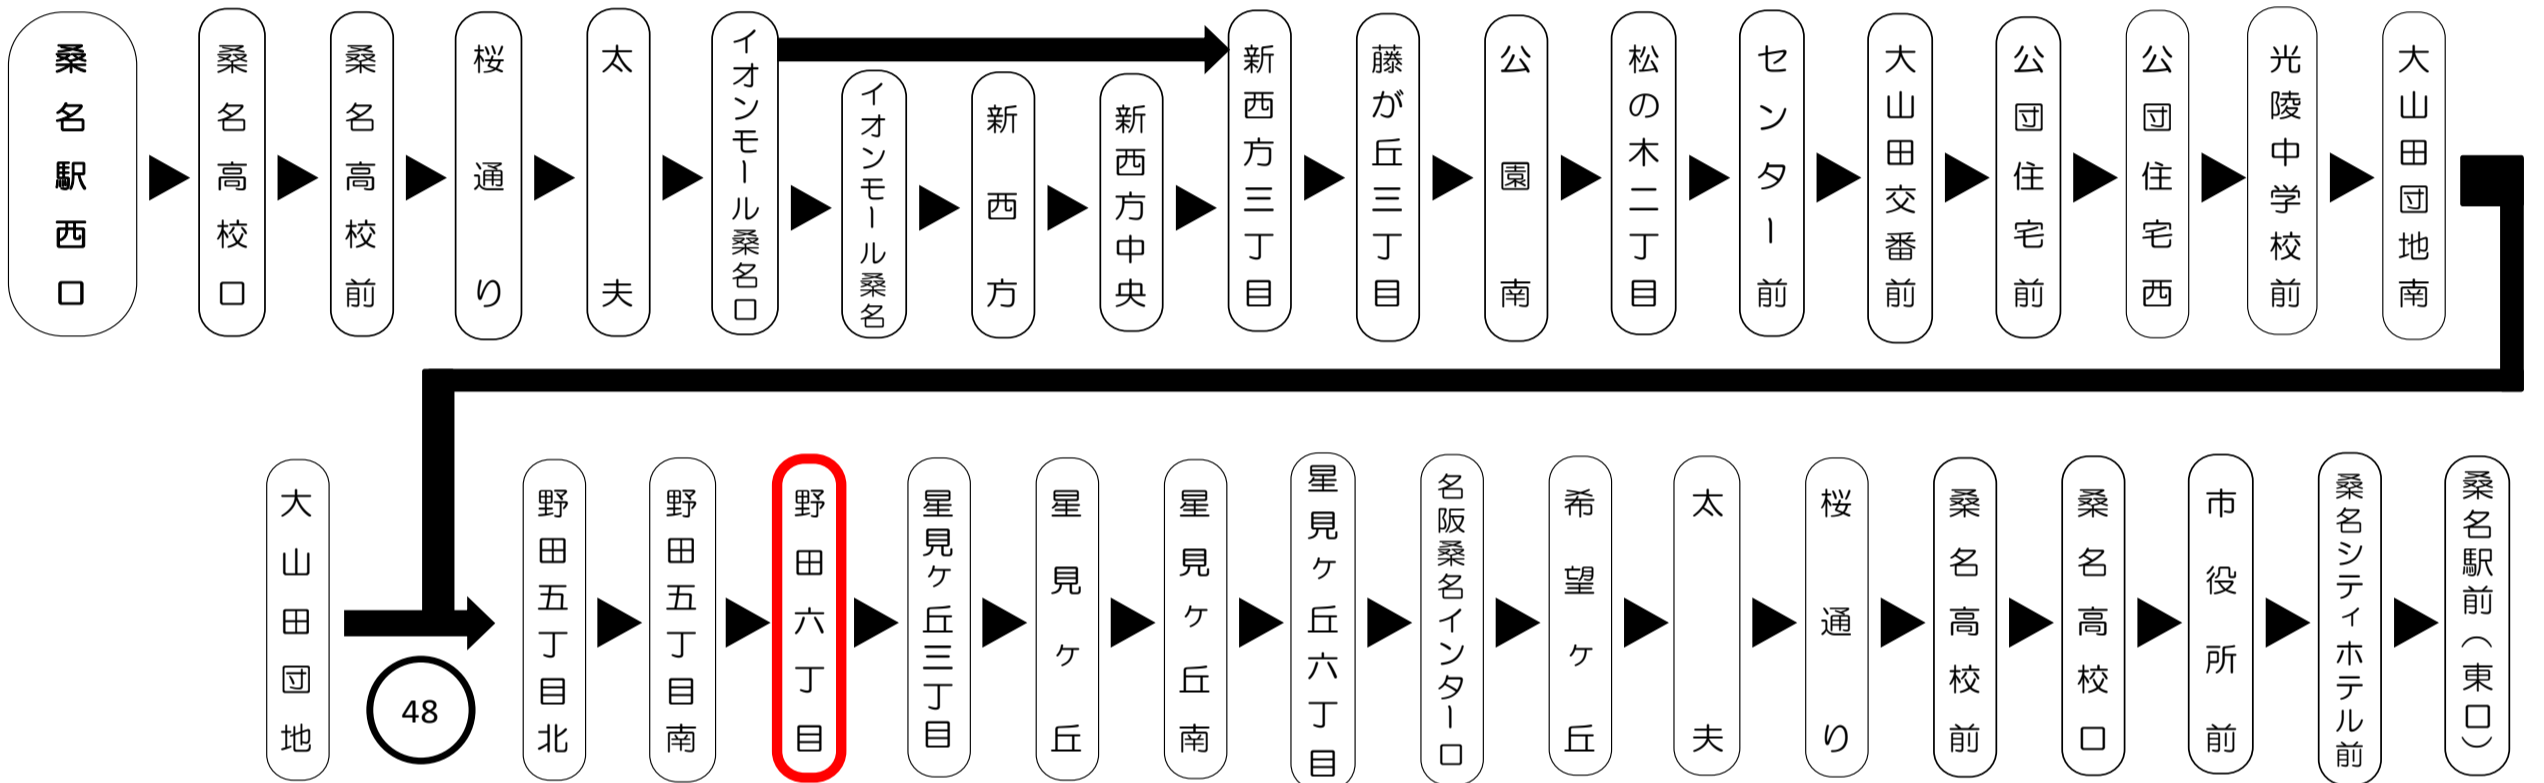 桑名駅西口
桑名高校口
桑名高校前
桜通り
太夫
イオンモール桑名口
イオンモール桑名
新西方
新西方中央
新西方三丁目
藤が丘三丁目
公園南
松の木二丁目
センター前
大山田交番前
公団住宅前
公団住宅西
光陵中学校前
大山田団地南
大山田団地
48
野田五丁目北
野田五丁目南
野田六丁目
星見ヶ丘三丁目
星見ヶ丘
星見ヶ丘南
星見ヶ丘六丁目
名阪桑名インター口
希望ヶ丘
太夫
桜通り
桑名高校前
桑名高校口
市役所前
桑名シティホテル前
桑名駅前（東口）